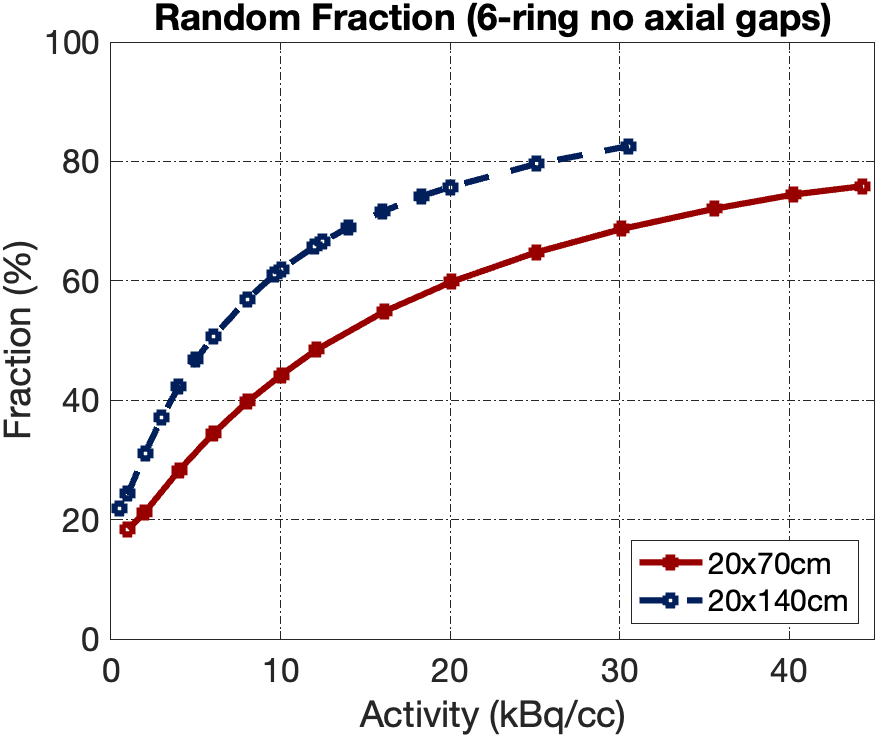 Random Fraction (6-ring no axial gaps)
100
80
60
40
20
0
Fraction (%)
0 10 20 30 40
Activity (kBq/cc)
20x70cm
20x140cm